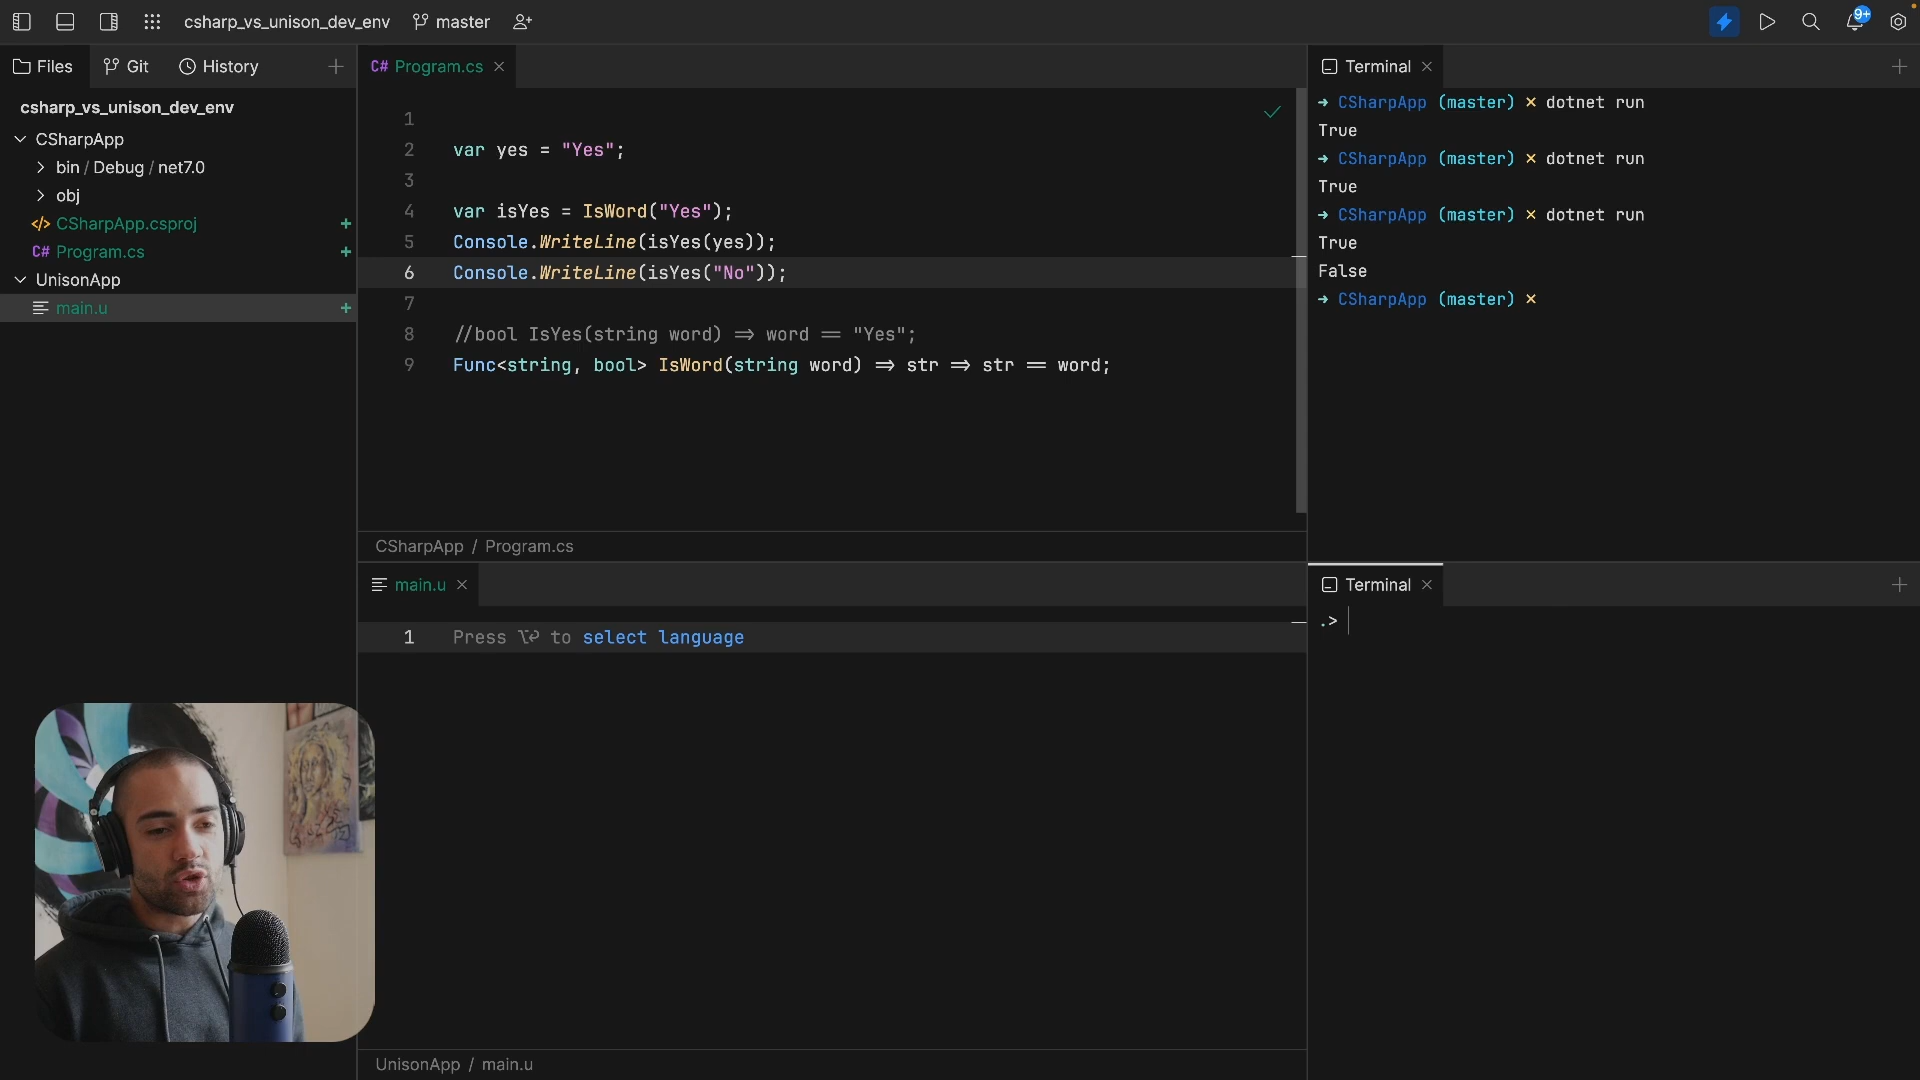 csharp_vs_unison_dev_env master
9+
Files Git History
csharp_vs_unison_dev_env
CSharpApp
bin / Debug / net7.0
obj
</> CSharpApp.csproj +
C# Program.cs +
UnisonApp
main.u +
C# Program.cs
1
2 var yes = "Yes";
3
4 var isYes = IsWord("Yes");
5 Console.WriteLine(isYes(yes));
6 Console.WriteLine(isYes("No"));
7
8 //bool IsYes(string word) => word == "Yes";
9 Func<string, bool> IsWord(string word) => str => str == word;
CSharpApp / Program.cs
Terminal
➜ CSharpApp (master) ✕ dotnet run
True
➜ CSharpApp (master) ✕ dotnet run
True
➜ CSharpApp (master) ✕ dotnet run
True
False
➜ CSharpApp (master) ✕
main.u
1 Press ⌥⏎ to select language
UnisonApp / main.u
Terminal
.>